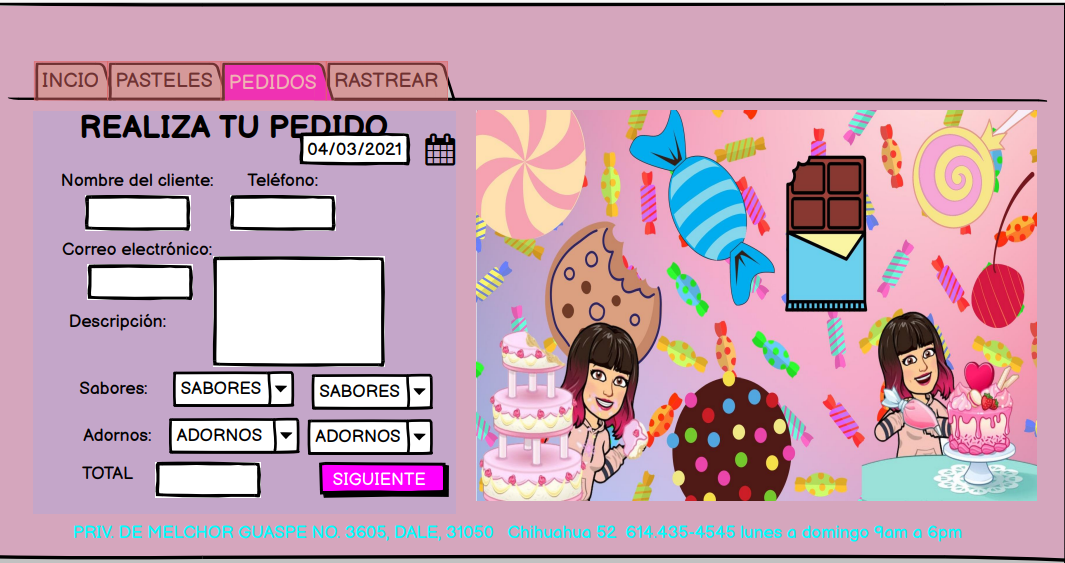 INCIO PASTELES PEDIDOS RASTREAR
REALIZA TU PEDIDO
04/03/2021
Nombre del cliente: Teléfono:
Correo electrónico:
Descripción:
Sabores: SABORES SABORES
Adornos: ADORNOS ADORNOS
TOTAL SIGUIENTE
PRIV. DE MELCHOR GUASPE NO. 3605, DALE, 31050 Chihuahua 52 614.435-4545 lunes a domingo 9am a 6pm